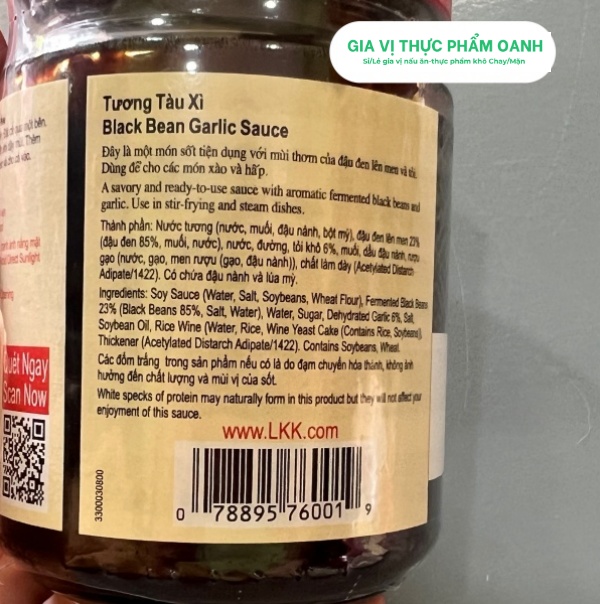 GIA VỊ THỰC PHẨM OANH
Sỉ/Lẻ gia vị nấu ăn-thực phẩm khô Chay/Mặn
Tương Tàu Xì
Black Bean Garlic Sauce
Đây là một món sốt tiện dụng với mùi thơm của đậu đen lên men và tỏi.
Dùng để cho các món xào và hấp.
A savory and ready-to-use sauce with aromatic fermented black beans and
garlic. Use in stir-frying and steam dishes.
Thành phần: Nước tương (nước, muối, đậu nành, bột mỳ), đậu đen lên men 23%
(đậu đen 85%, muối, nước), nước, đường, tỏi khô 6%, muối, dầu đậu nành, rượu
gạo (nước, gạo, men rượu (gạo, đậu nành)), chất làm dày (Acetylated Distarch
Adipate/1422). Có chứa đậu nành và lúa mỳ.
Ingredients: Soy Sauce (Water, Salt, Soybeans, Wheat Flour), Fermented Black Beans
23% (Black Beans 85%, Salt, Water), Water, Sugar, Dehydrated Garlic 6%, Salt,
Soybean Oil, Rice Wine (Water, Rice, Wine Yeast Cake (Contains Rice, Soybeans),
Thickener (Acetylated Distarch Adipate/1422). Contains Soybeans, Wheat.
Các đốm trắng trong sản phẩm nếu có là do đạm chuyển hóa thành, không ảnh
hưởng đến chất lượng và mùi vị của sốt.
White specks of protein may naturally form in this product but they will not affect your
enjoyment of this sauce.
www.LKK.com
3300030800
0 78895 76001 9
Quét Ngay
Scan Now
Direct Sunlight